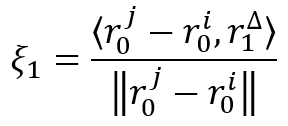 ξ₁ = ⟨r₀ʲ − r₀ⁱ, r₁^Δ⟩ / ‖r₀ʲ − r₀ⁱ‖